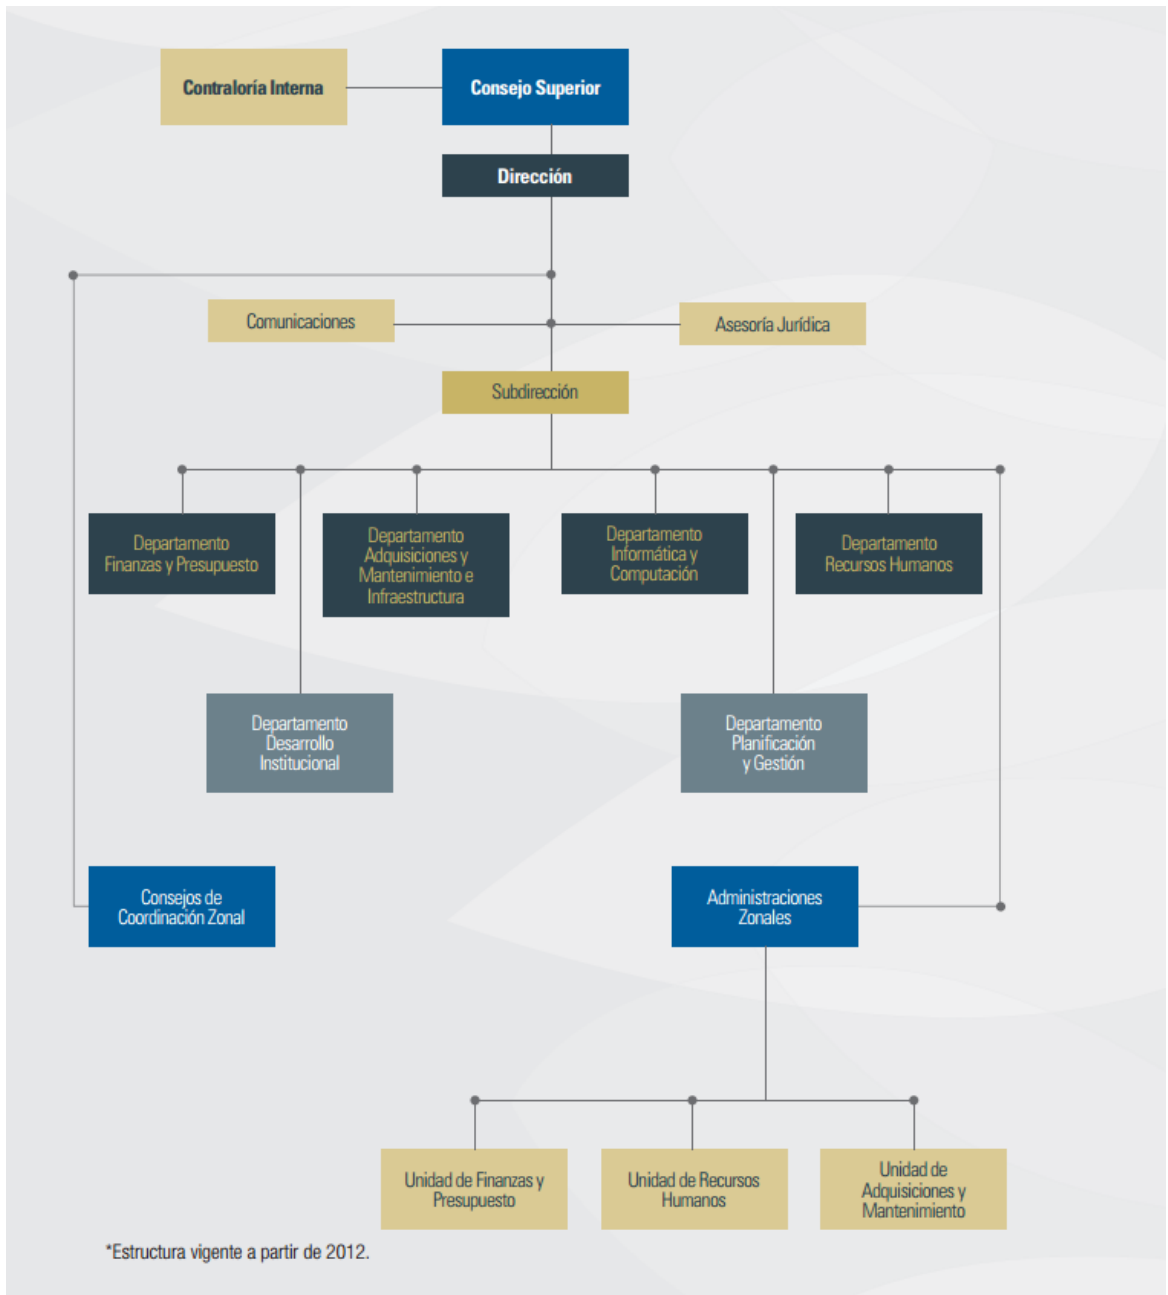 Contraloría Interna
Consejo Superior
Dirección
Comunicaciones
Asesoría Jurídica
Subdirección
Departamento
Finanzas y Presupuesto
Departamento
Adquisiciones y
Mantenimiento e
Infraestructura
Departamento
Informática y
Computación
Departamento
Recursos Humanos
Departamento
Desarrollo
Institucional
Departamento
Planificación
y Gestión
Consejos de
Coordinación Zonal
Administraciones
Zonales
Unidad de Finanzas y
Presupuesto
Unidad de Recursos
Humanos
Unidad de
Adquisiciones y
Mantenimiento
*Estructura vigente a partir de 2012.